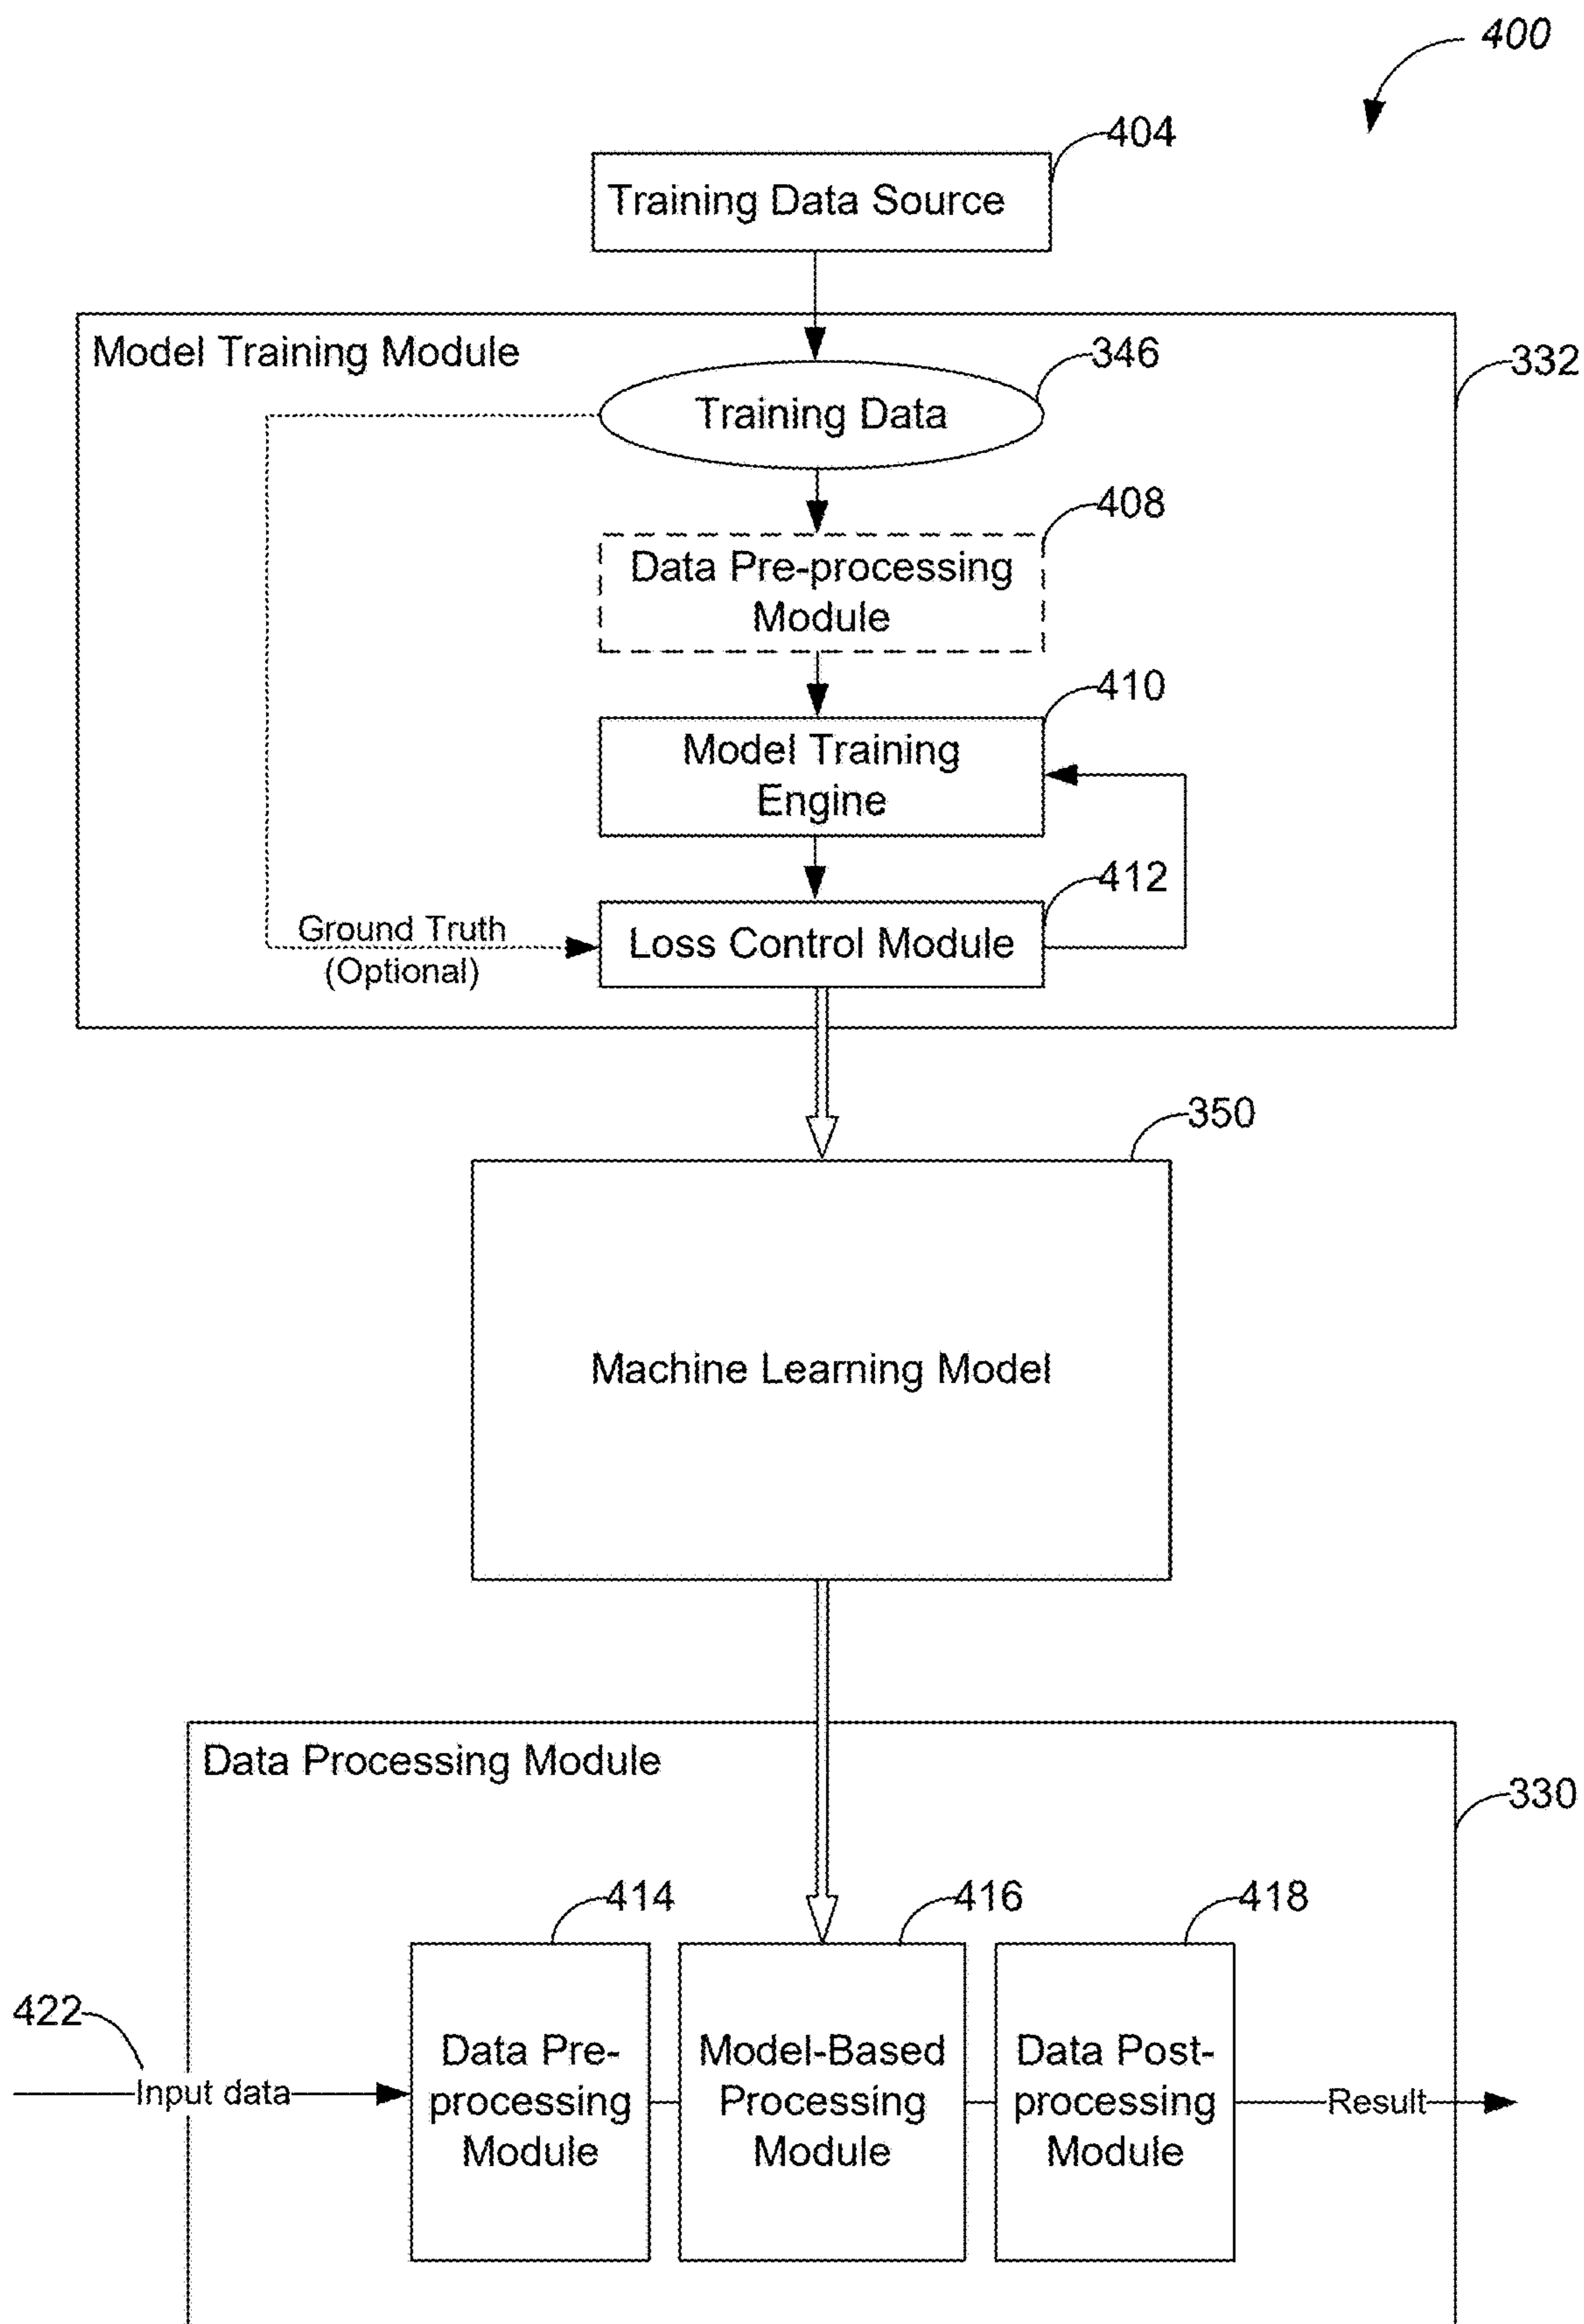 400
404
Training Data Source
Model Training Module
346
332
Training Data
408
Data Pre-processing
Module
410
Model Training
Engine
412
Ground Truth
(Optional)
Loss Control Module
350
Machine Learning Model
Data Processing Module
330
414
416
418
422
Input data
Data Pre-
processing
Module
Model-Based
Processing
Module
Data Post-
processing
Module
Result